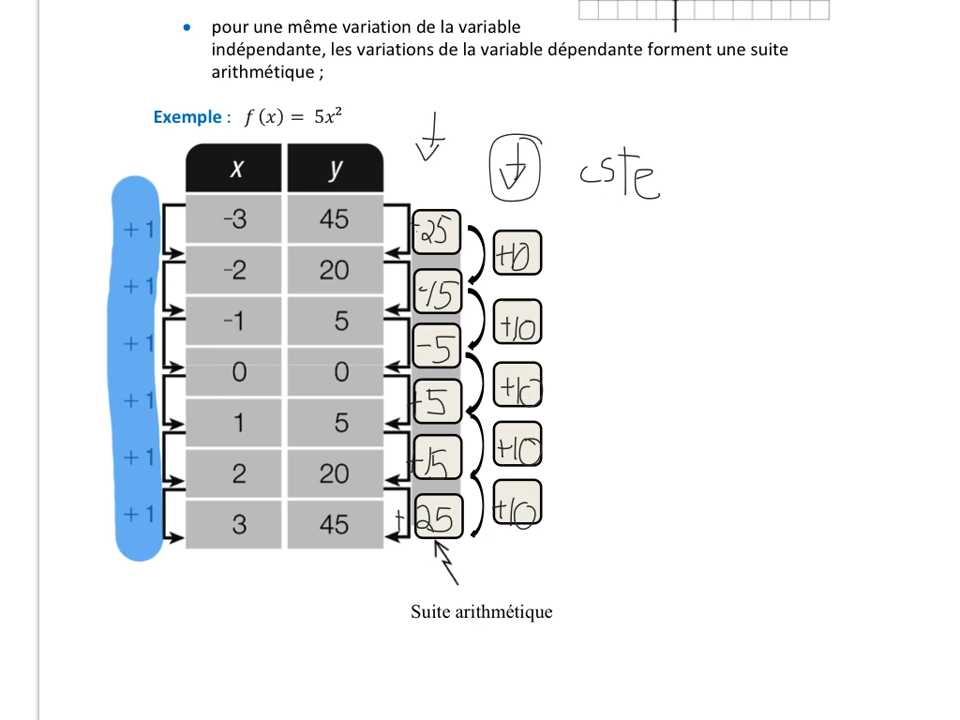 pour une même variation de la variable
indépendante, les variations de la variable dépendante forment une suite
arithmétique ;
Exemple : f (x) = 5x²
cste
x y
+ 1 -3 45 -25 +10
+ 1 -2 20 -15 +10
+ 1 -1 5 -5 +10
+ 1 0 0 +5 +10
+ 1 1 5 +15 +10
+ 1 2 20 +25
3 45
Suite arithmétique